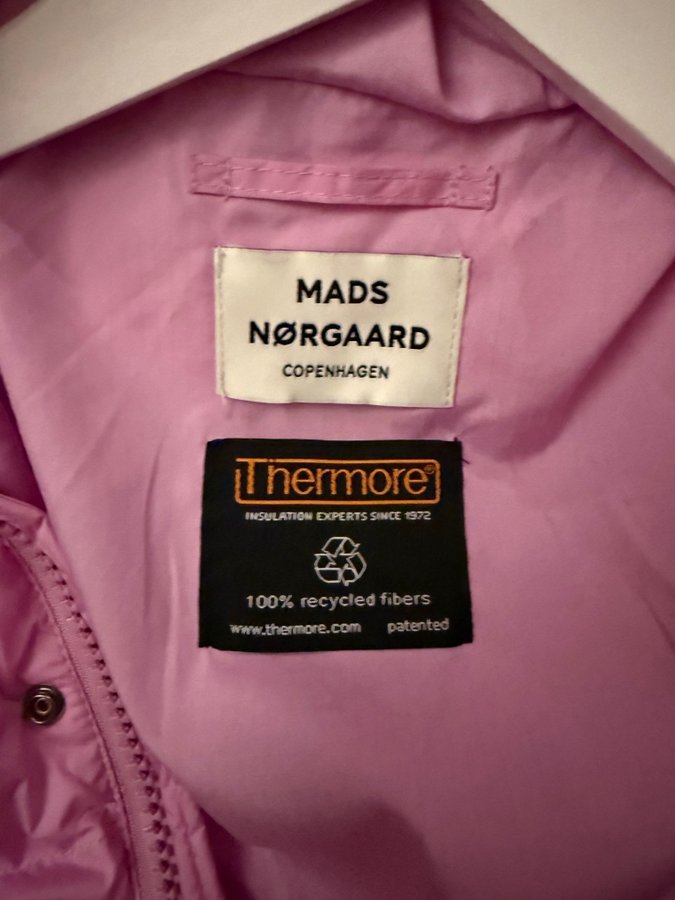 MADS
NØRGAARD
COPENHAGEN
Thermore®
INSULATION EXPERTS SINCE 1972
100% recycled fibers
www.thermore.com patented